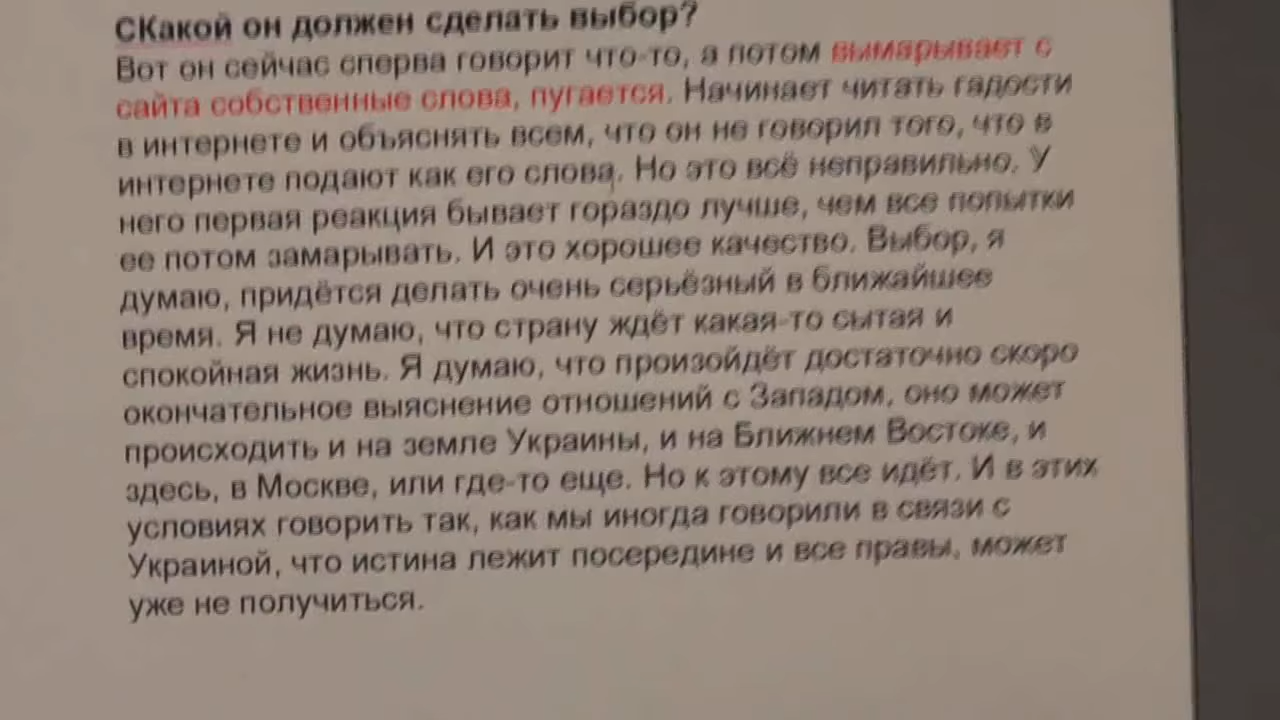 СКакой он должен сделать выбор?
Вот он сейчас сперва говорит что-то, а потом вымарывает с
сайта собственные слова, пугается. Начинает читать гадости
в интернете и объяснять всем, что он не говорил того, что в
интернете подают как его слова. Но это всё неправильно. У
него первая реакция бывает гораздо лучше, чем все попытки
ее потом замарывать. И это хорошее качество. Выбор, я
думаю, придётся делать очень серьёзный в ближайшее
время. Я не думаю, что страну ждёт какая-то сытая и
спокойная жизнь. Я думаю, что произойдёт достаточно скоро
окончательное выяснение отношений с Западом, оно может
происходить и на земле Украины, и на Ближнем Востоке, и
здесь, в Москве, или где-то еще. Но к этому все идёт. И в этих
условиях говорить так, как мы иногда говорили в связи с
Украиной, что истина лежит посередине и все правы, может
уже не получиться.